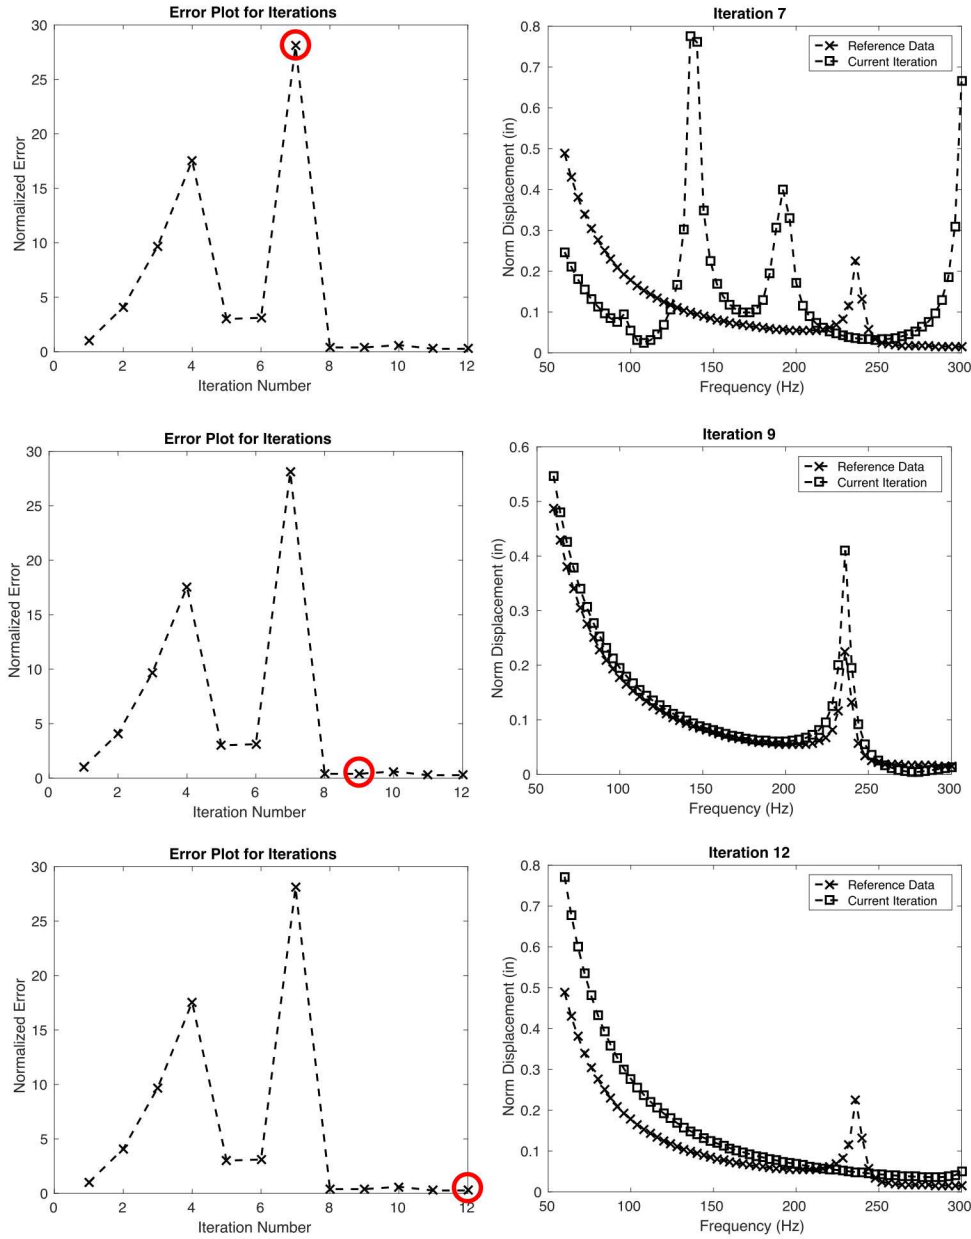 Error Plot for Iterations
30
25
20
15
10
5
0
0 2 4 6 8 10 12
Normalized Error
Iteration Number
Iteration 7
0.8
0.7
0.6
0.5
0.4
0.3
0.2
0.1
0
50 100 150 200 250 300
Norm Displacement (in)
Frequency (Hz)
Reference Data
Current Iteration
Error Plot for Iterations
30
25
20
15
10
5
0
0 2 4 6 8 10 12
Normalized Error
Iteration Number
Iteration 9
0.6
0.5
0.4
0.3
0.2
0.1
0
50 100 150 200 250 300
Norm Displacement (in)
Frequency (Hz)
Reference Data
Current Iteration
Error Plot for Iterations
30
25
20
15
10
5
0
0 2 4 6 8 10 12
Normalized Error
Iteration Number
Iteration 12
0.8
0.7
0.6
0.5
0.4
0.3
0.2
0.1
0
50 100 150 200 250 300
Norm Displacement (in)
Frequency (Hz)
Reference Data
Current Iteration